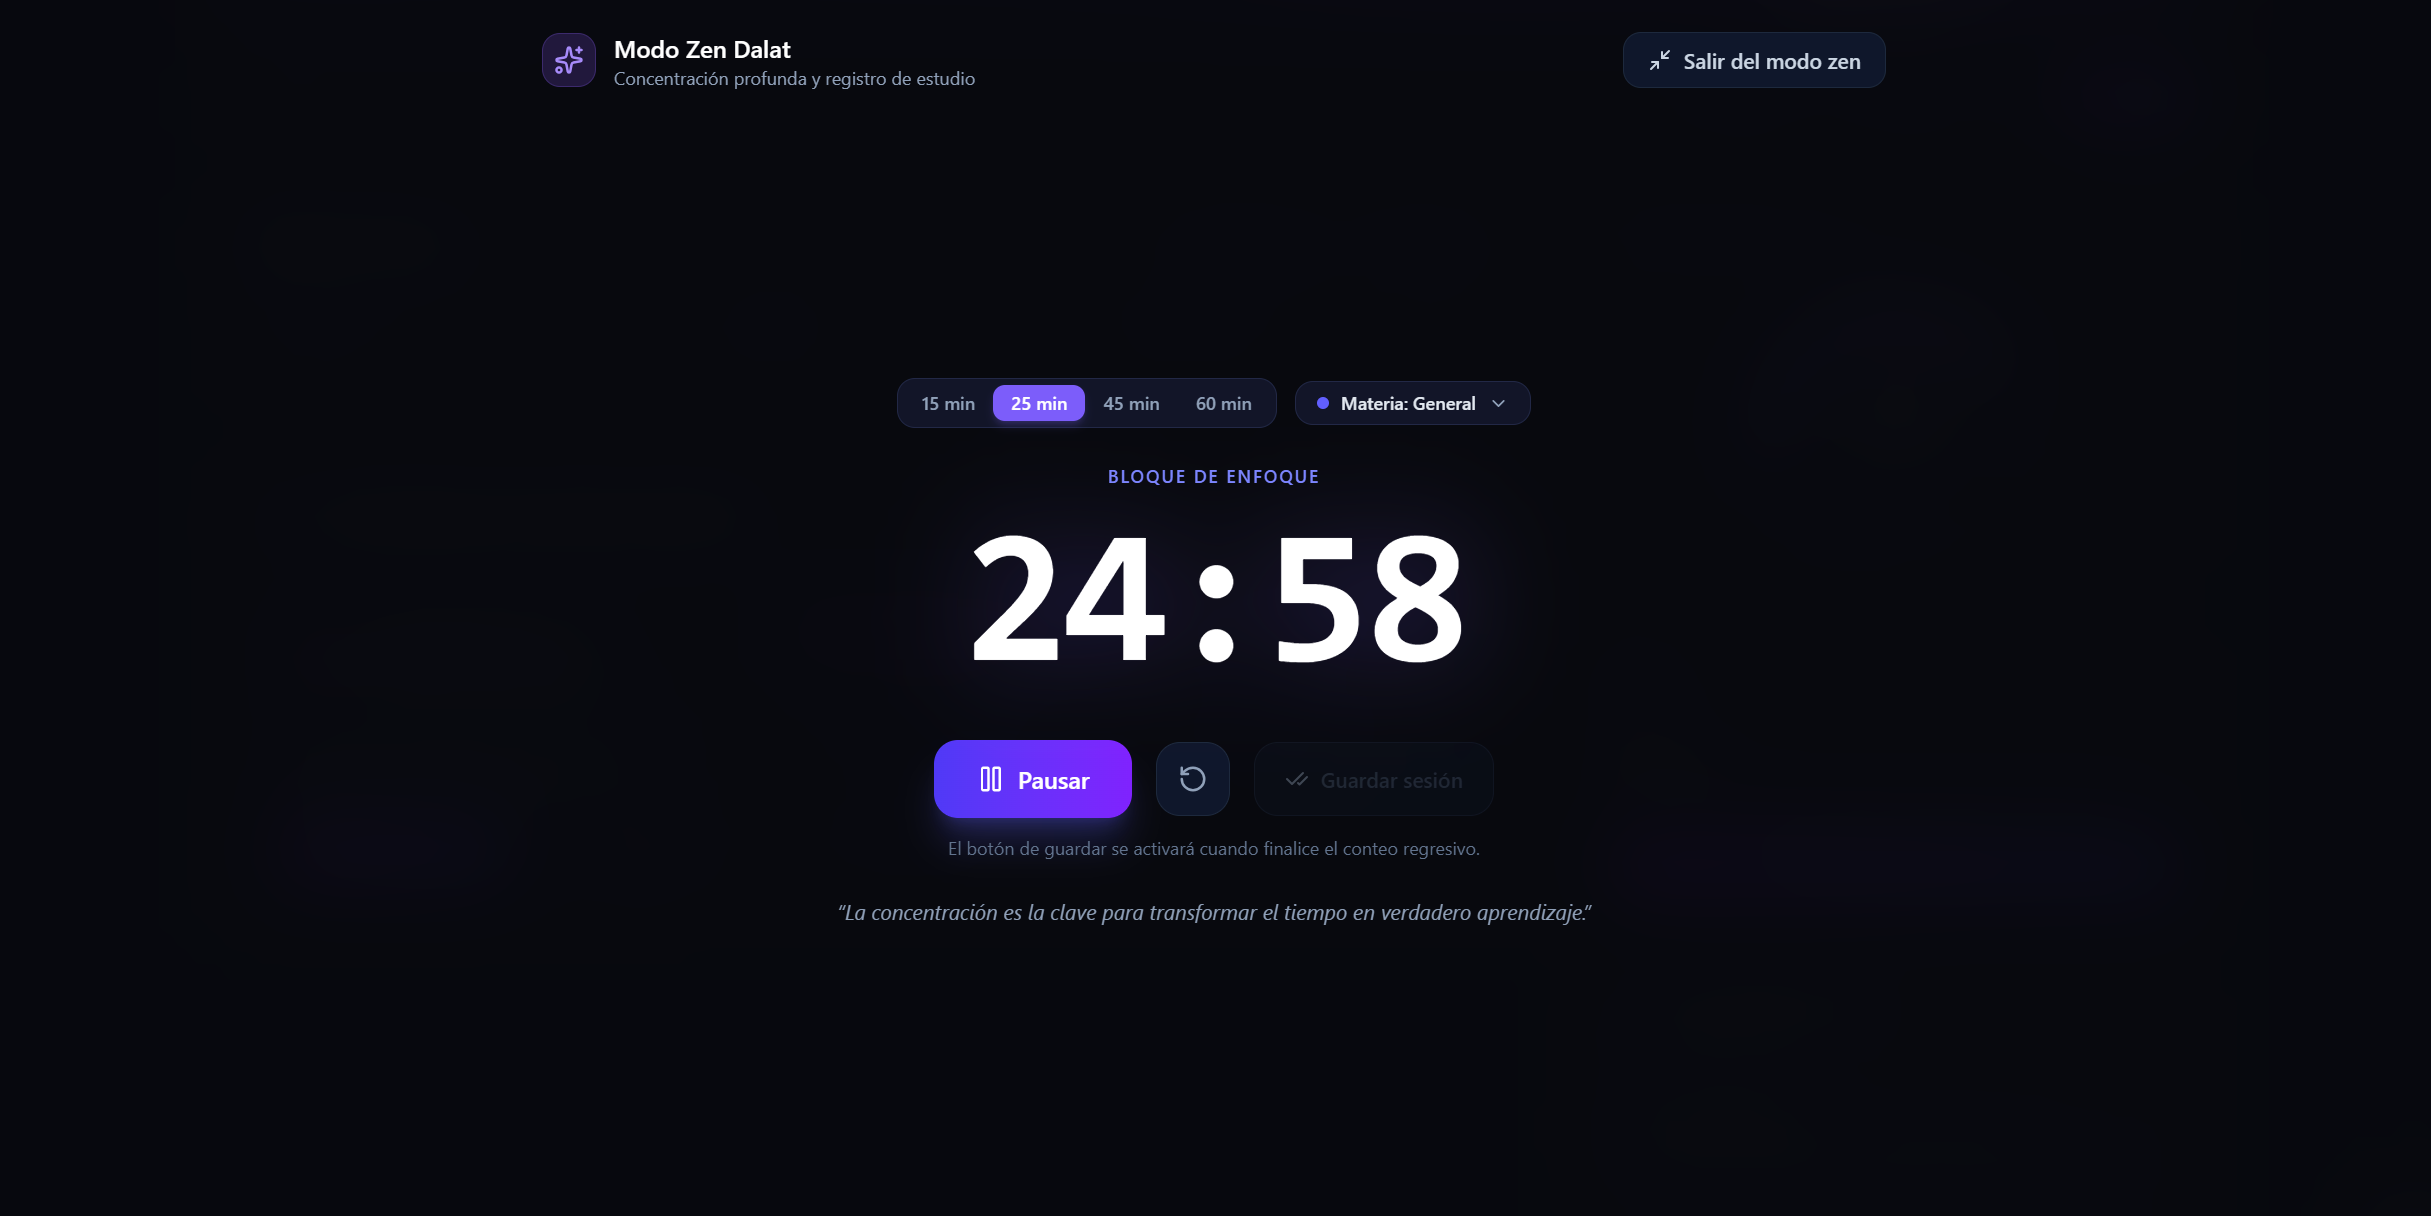 Modo Zen Dalat
Concentración profunda y registro de estudio
Salir del modo zen
15 min 25 min 45 min 60 min
Materia: General
BLOQUE DE ENFOQUE
24:58
Pausar
Guardar sesión
El botón de guardar se activará cuando finalice el conteo regresivo.
“La concentración es la clave para transformar el tiempo en verdadero aprendizaje.”